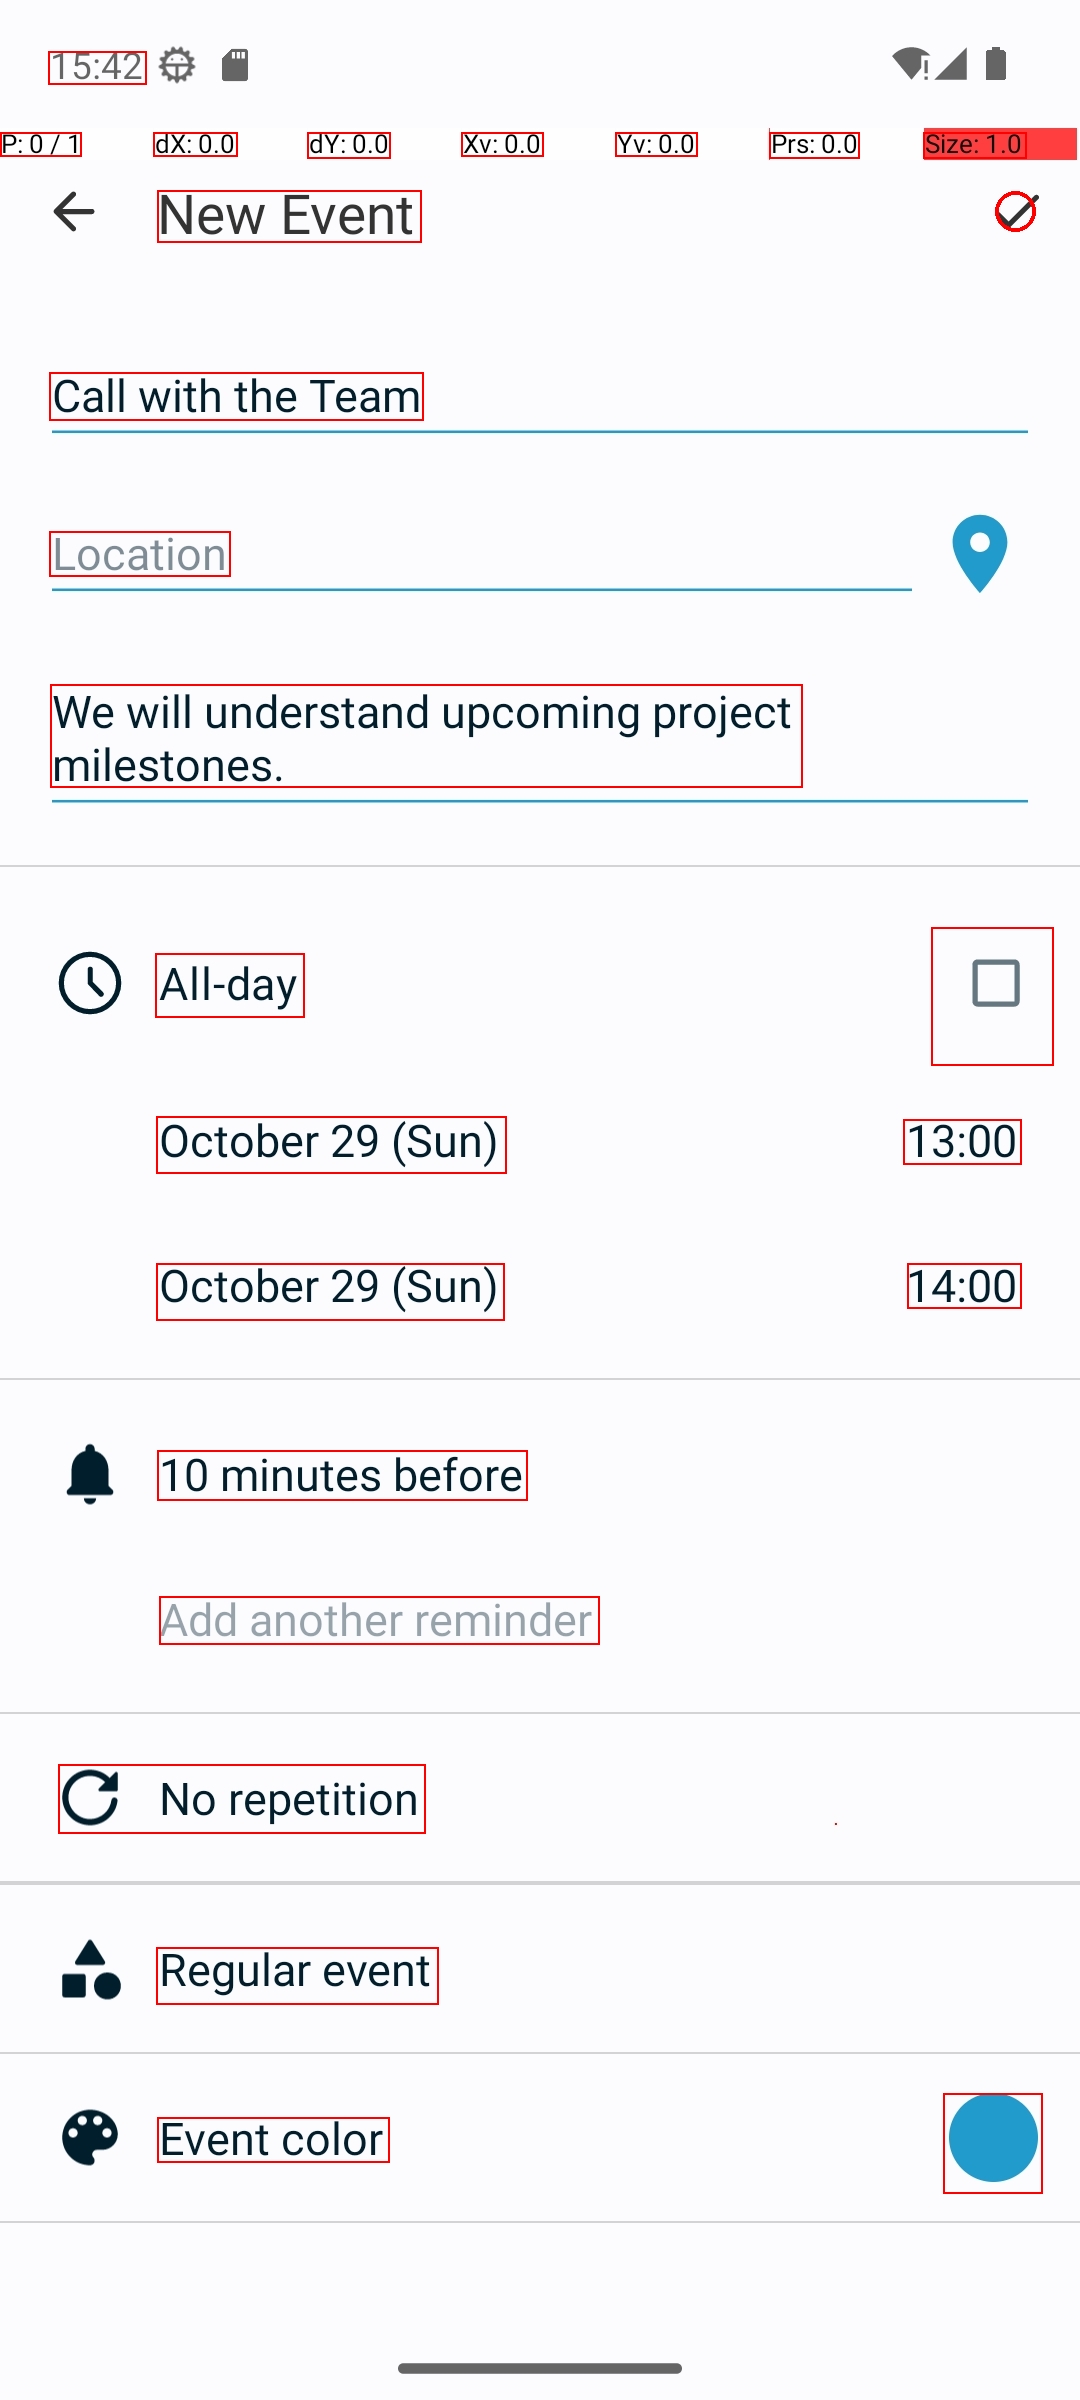 15:42
P: 0 / 1 dX: 0.0 dY: 0.0 Xv: 0.0 Yv: 0.0 Prs: 0.0 Size: 1.0
New Event
Call with the Team
Location
We will understand upcoming project
milestones.
All-day
October 29 (Sun) 13:00
October 29 (Sun) 14:00
10 minutes before
Add another reminder
No repetition
Regular event
Event color